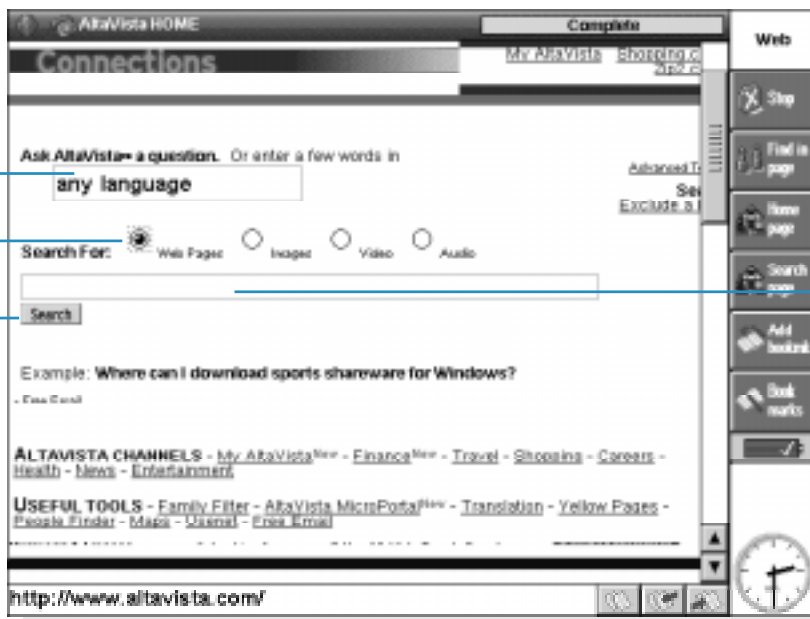 AltaVista HOME
Complete
Web
Connections
My AltaVista Shopping
Stop
Ask AltaVista a question. Or enter a few words in
any language
Advanced
Exclude a
Find in
page
Home
page
Search For: Web Pages Images Video Audio
Search
page
Search
Add
Example: Where can I download sports shareware for Windows?
- Free Email
Book
marks
ALTAVISTA CHANNELS - My AltaVista New - Finance New - Travel - Shopping - Careers -
Health - News - Entertainment
USEFUL TOOLS - Family Filter - AltaVista MicroPortal New - Translation - Yellow Pages -
People Finder - Maps - Usenet - Free Email
http://www.altavista.com/